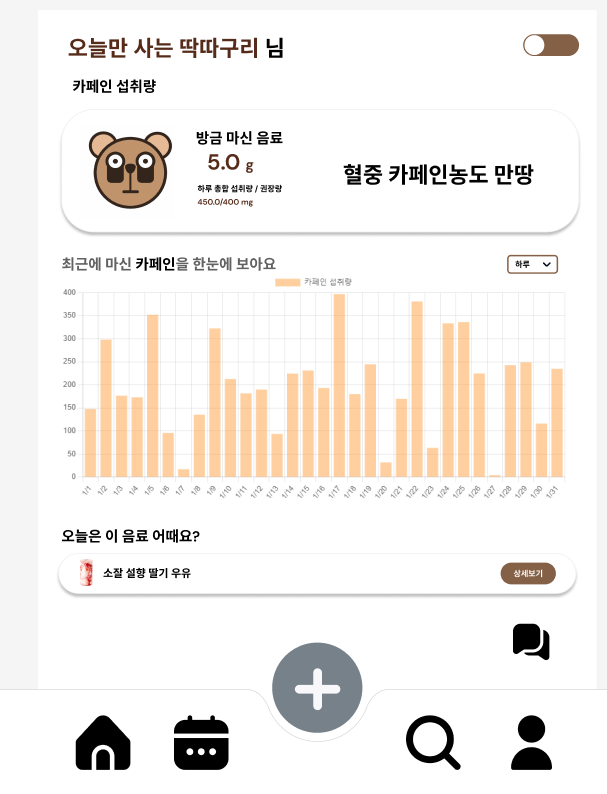 오늘만 사는 딱따구리 님
카페인 섭취량
방금 마신 음료
5.0 g
하루 총합 섭취량 / 권장량
450.0/400 mg
혈중 카페인농도 만땅
최근에 마신 카페인을 한눈에 보아요
하루
카페인 섭취량
400
350
300
250
200
150
100
50
0
1/1 1/2 1/3 1/4 1/5 1/6 1/7 1/8 1/9 1/10 1/11 1/12 1/13 1/14 1/15 1/16 1/17 1/18 1/19 1/20 1/21 1/22 1/23 1/24 1/25 1/26 1/27 1/28 1/29 1/30 1/31
오늘은 이 음료 어때요?
소잘 설향 딸기 우유
상세보기